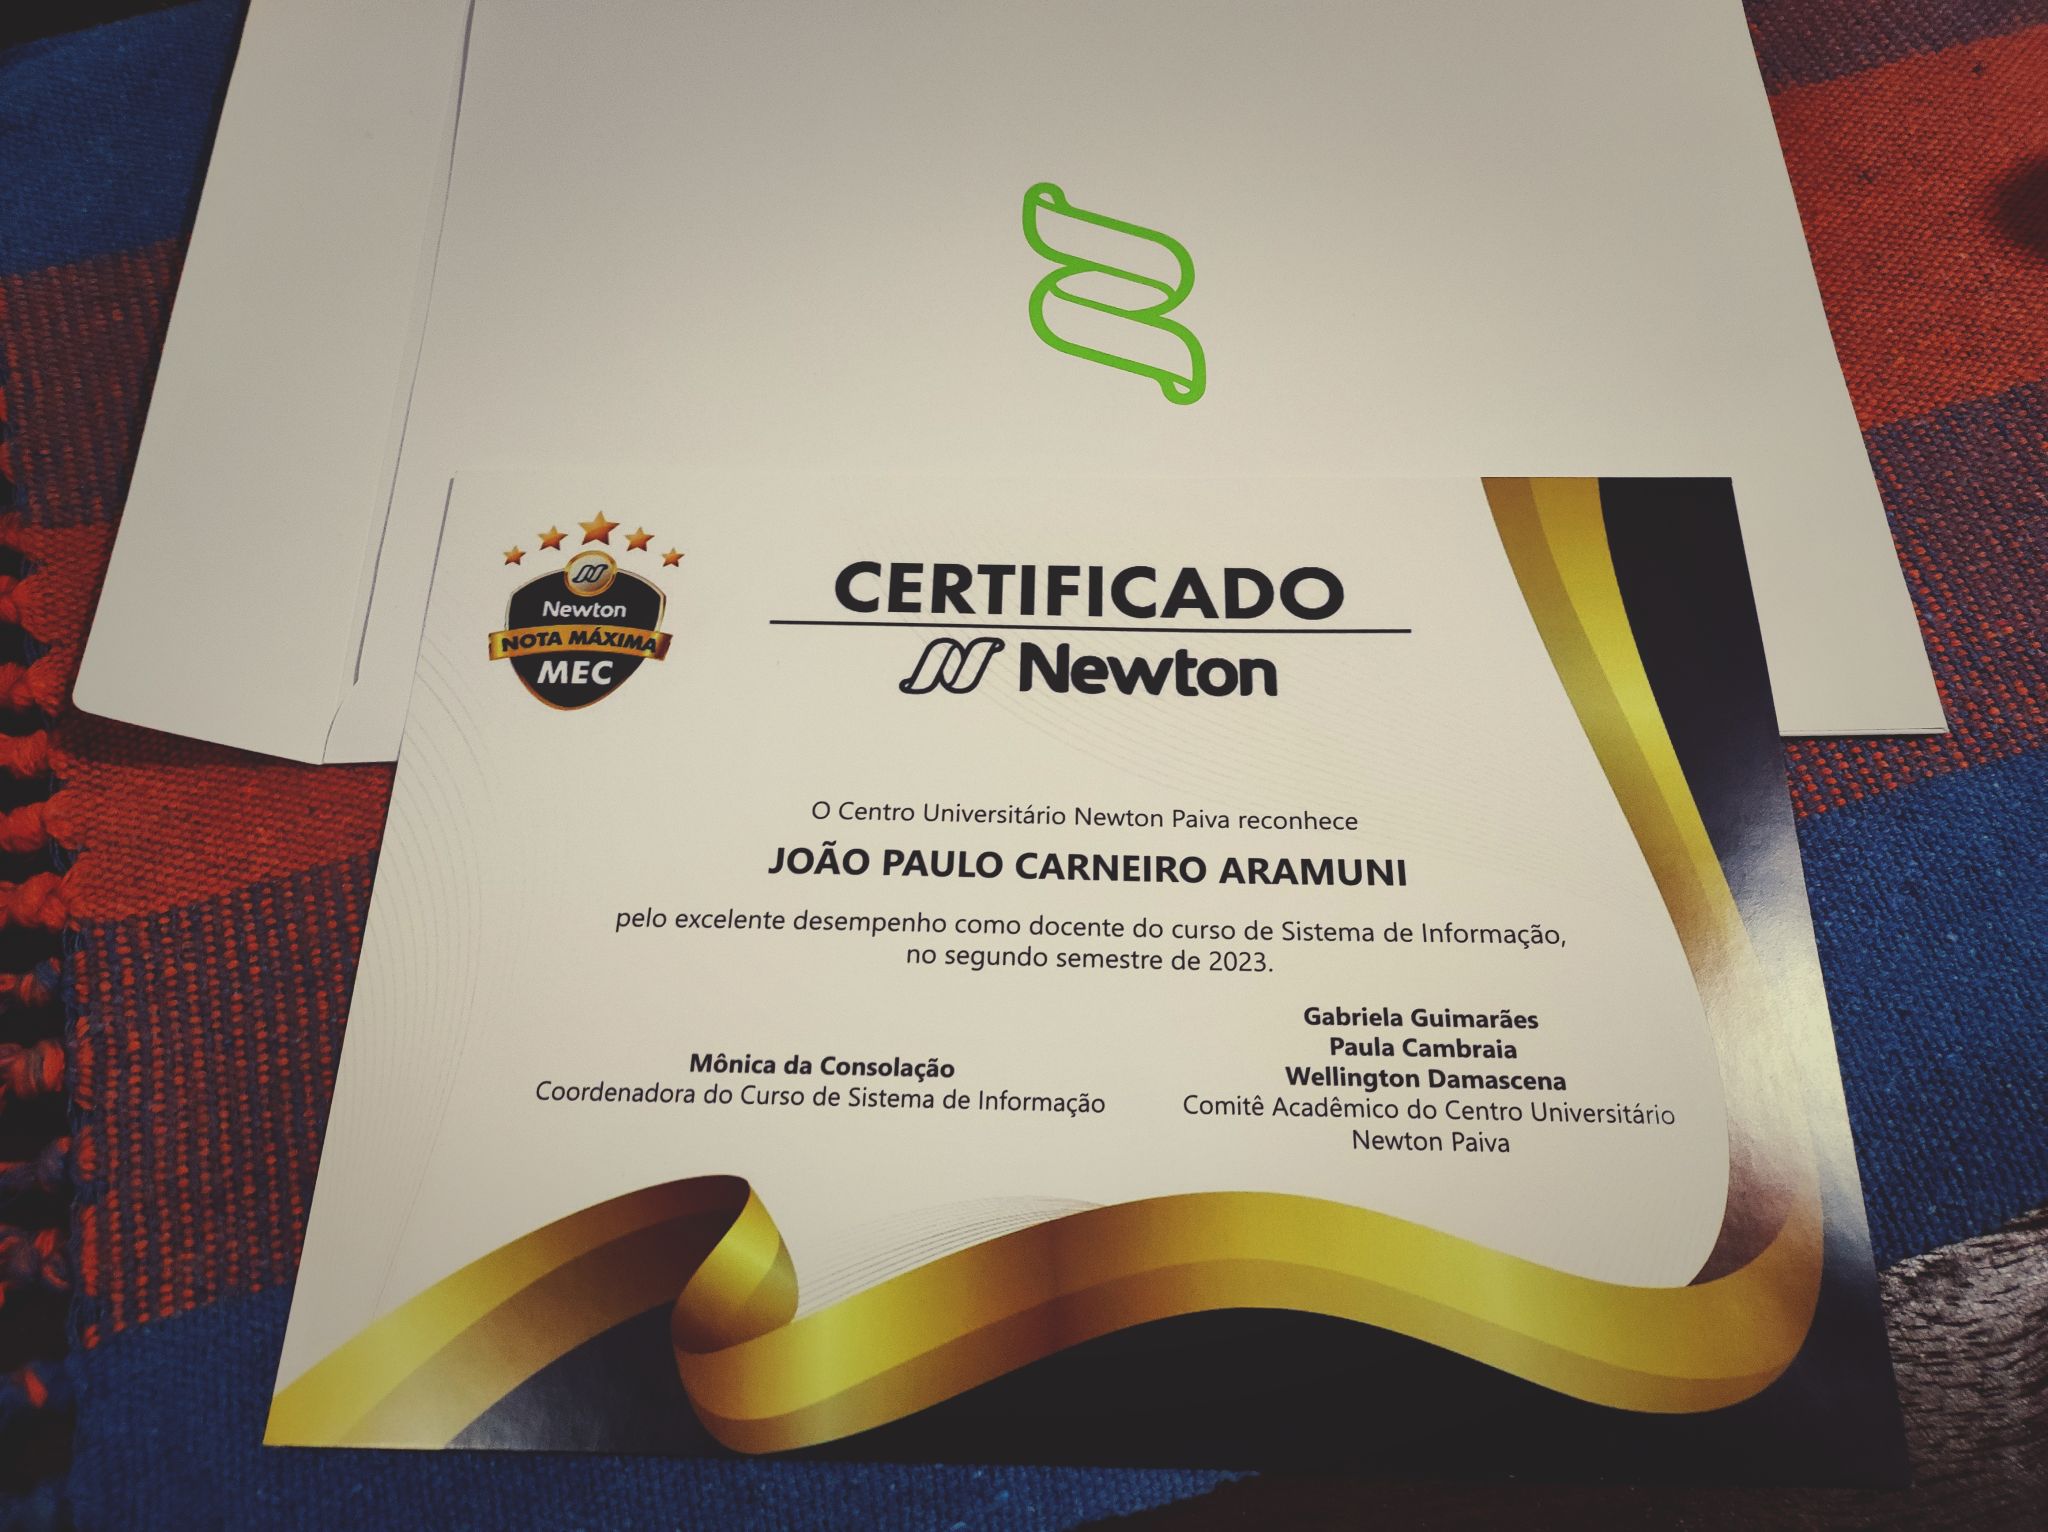 Newton
NOTA MÁXIMA
MEC
CERTIFICADO
Newton
O Centro Universitário Newton Paiva reconhece
JOÃO PAULO CARNEIRO ARAMUNI
pelo excelente desempenho como docente do curso de Sistema de Informação,
no segundo semestre de 2023.
Mônica da Consolação
Coordenadora do Curso de Sistema de Informação
Gabriela Guimarães
Paula Cambraia
Wellington Damascena
Comitê Acadêmico do Centro Universitário
Newton Paiva